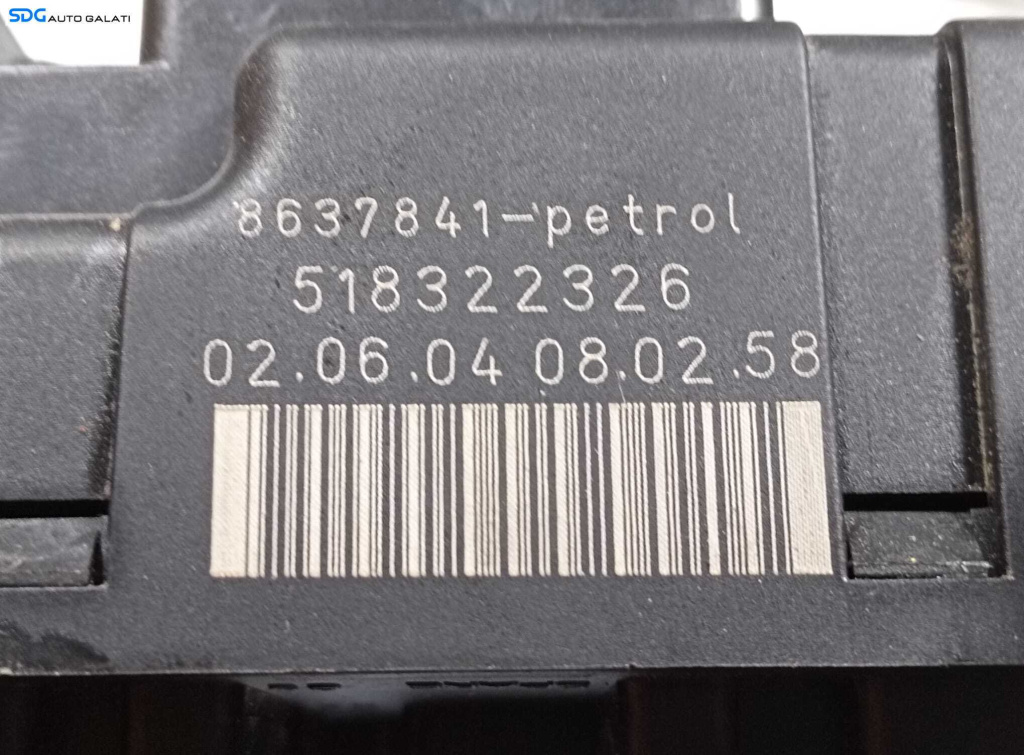 SDG AUTO GALATI
8637841-petrol
518322326
02.06.04 08.02.58